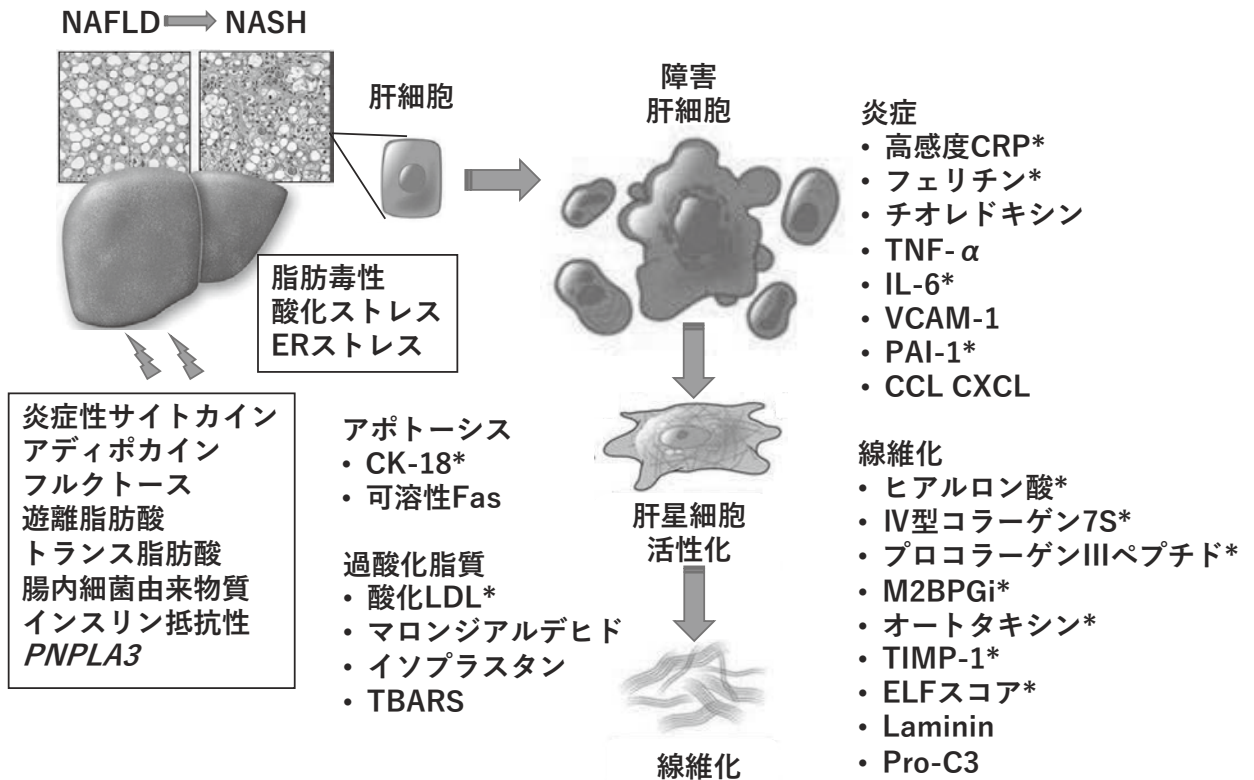 NAFLD NASH
肝細胞
障害
肝細胞
脂肪毒性
酸化ストレス
ERストレス
炎症性サイトカイン
アディポカイン
フルクトース
遊離脂肪酸
トランス脂肪酸
腸内細菌由来物質
インスリン抵抗性
PNPLA3
アポトーシス
• CK-18*
• 可溶性Fas
過酸化脂質
• 酸化LDL*
• マロンジアルデヒド
• イソプラスタン
• TBARS
肝星細胞
活性化
線維化
炎症
• 高感度CRP*
• フェリチン*
• チオレドキシン
• TNF-α
• IL-6*
• VCAM-1
• PAI-1*
• CCL CXCL
線維化
• ヒアルロン酸*
• Ⅳ型コラーゲン7S*
• プロコラーゲンⅢペプチド*
• M2BPGi*
• オートタキシン*
• TIMP-1*
• ELFスコア*
• Laminin
• Pro-C3